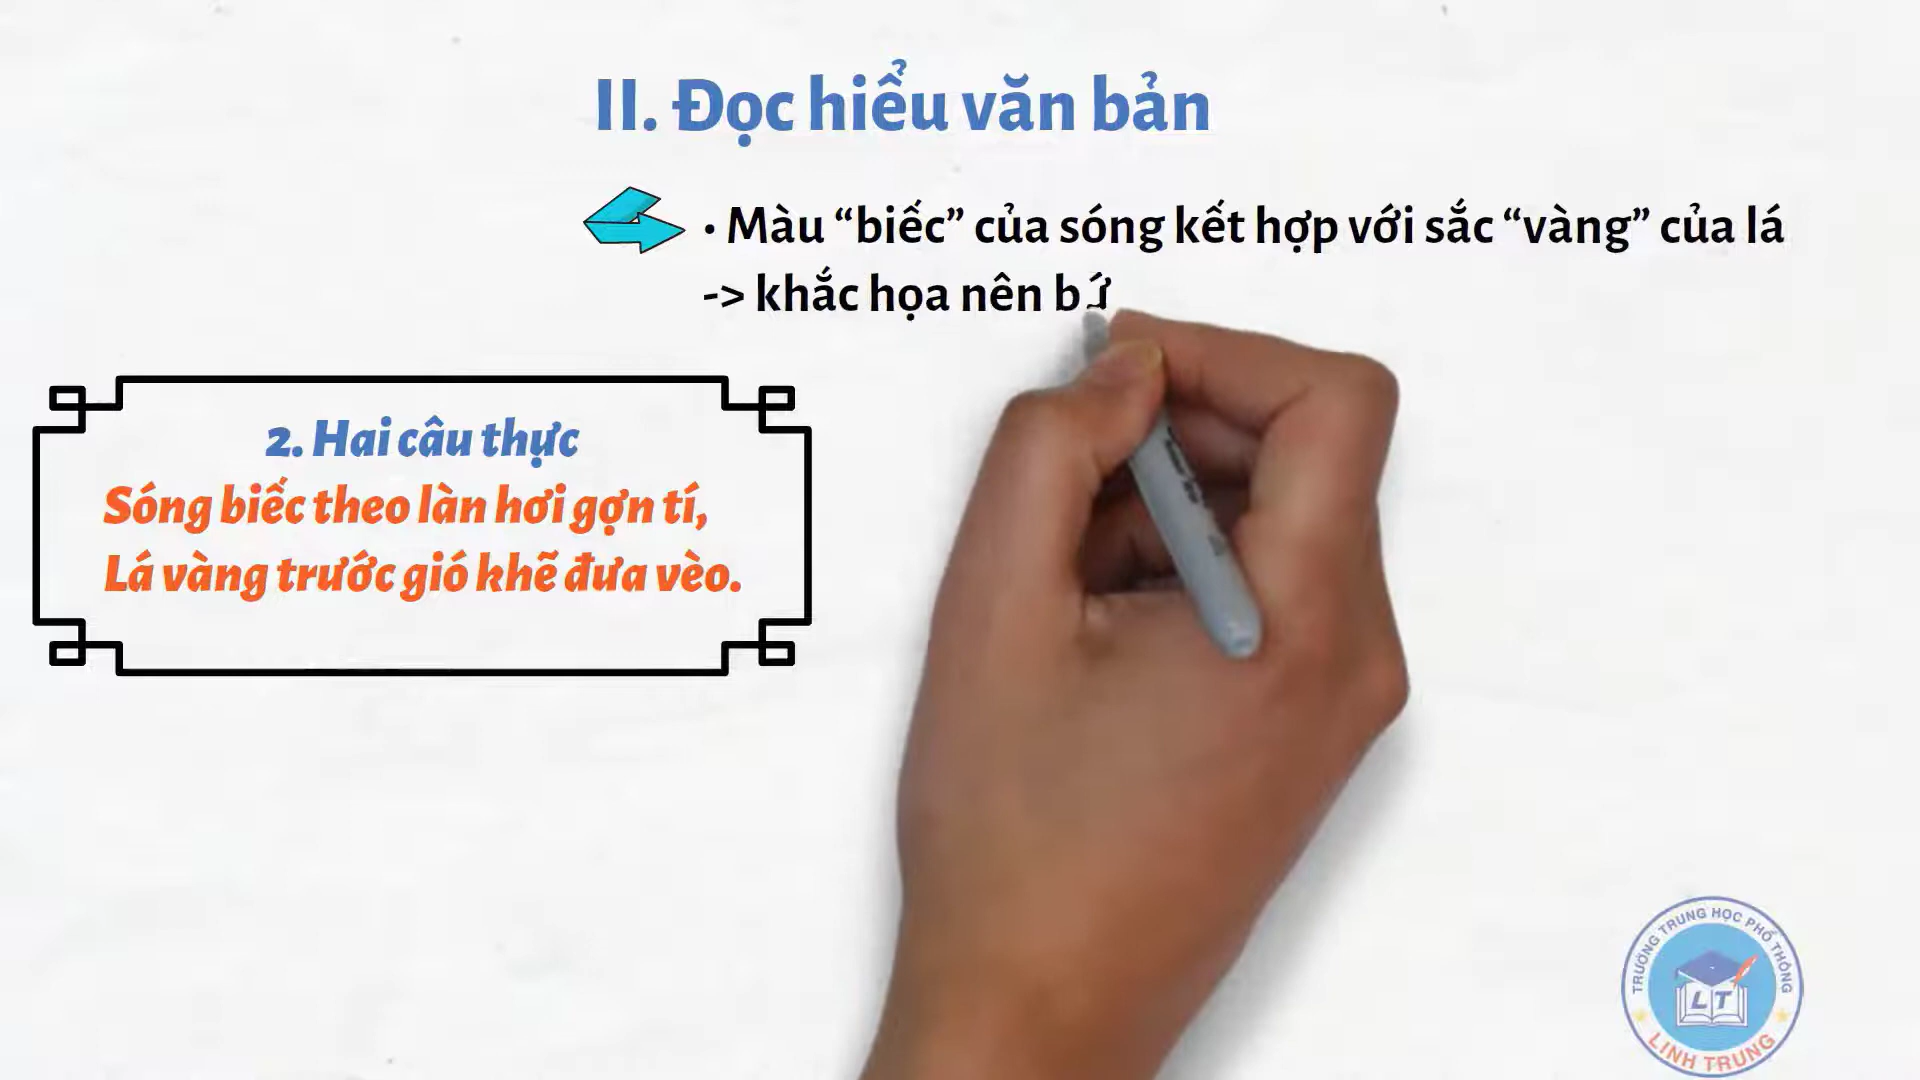 II. Đọc hiểu văn bản
• Màu “biếc” của sóng kết hợp với sắc “vàng” của lá
-> khắc họa nên bứ
2. Hai câu thực
Sóng biếc theo làn hơi gợn tí,
Lá vàng trước gió khẽ đưa vèo.
TRƯỜNG TRUNG HỌC PHỔ THÔNG
LT
LINH TRUNG